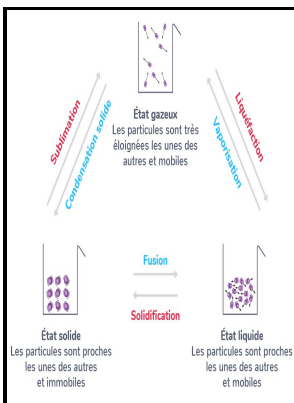 État gazeux
Les particules sont très
éloignées les unes des
autres et mobiles
Sublimation
Condensation solide
Liquéfaction
Vaporisation
Fusion
Solidification
État solide
Les particules sont proches
les unes des autres
et immobiles
État liquide
Les particules sont proches
les unes des autres
et mobiles